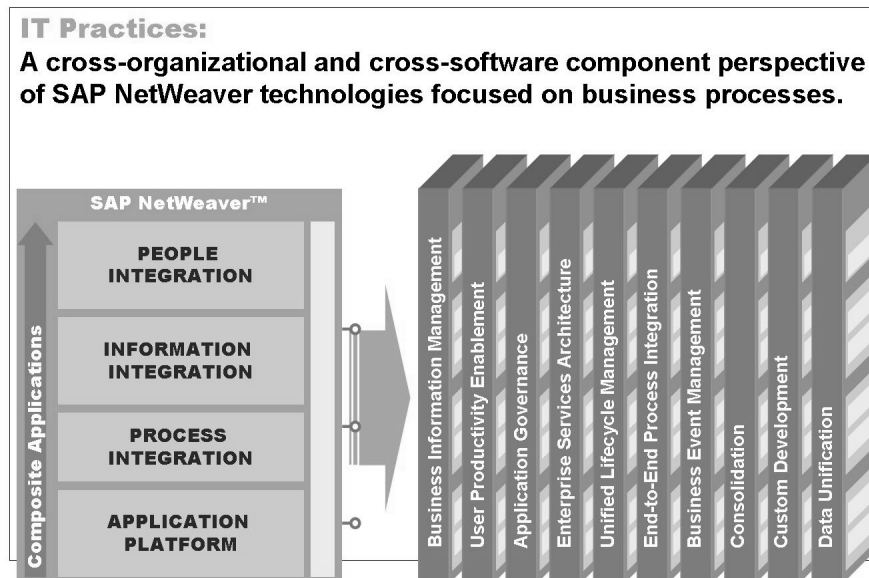 IT Practices:
A cross-organizational and cross-software component perspective
of SAP NetWeaver technologies focused on business processes.
SAP NetWeaver™
Composite Applications
PEOPLE
INTEGRATION
INFORMATION
INTEGRATION
PROCESS
INTEGRATION
APPLICATION
PLATFORM
Business Information Management
User Productivity Enablement
Application Governance
Enterprise Services Architecture
Unified Lifecycle Management
End-to-End Process Integration
Business Event Management
Consolidation
Custom Development
Data Unification